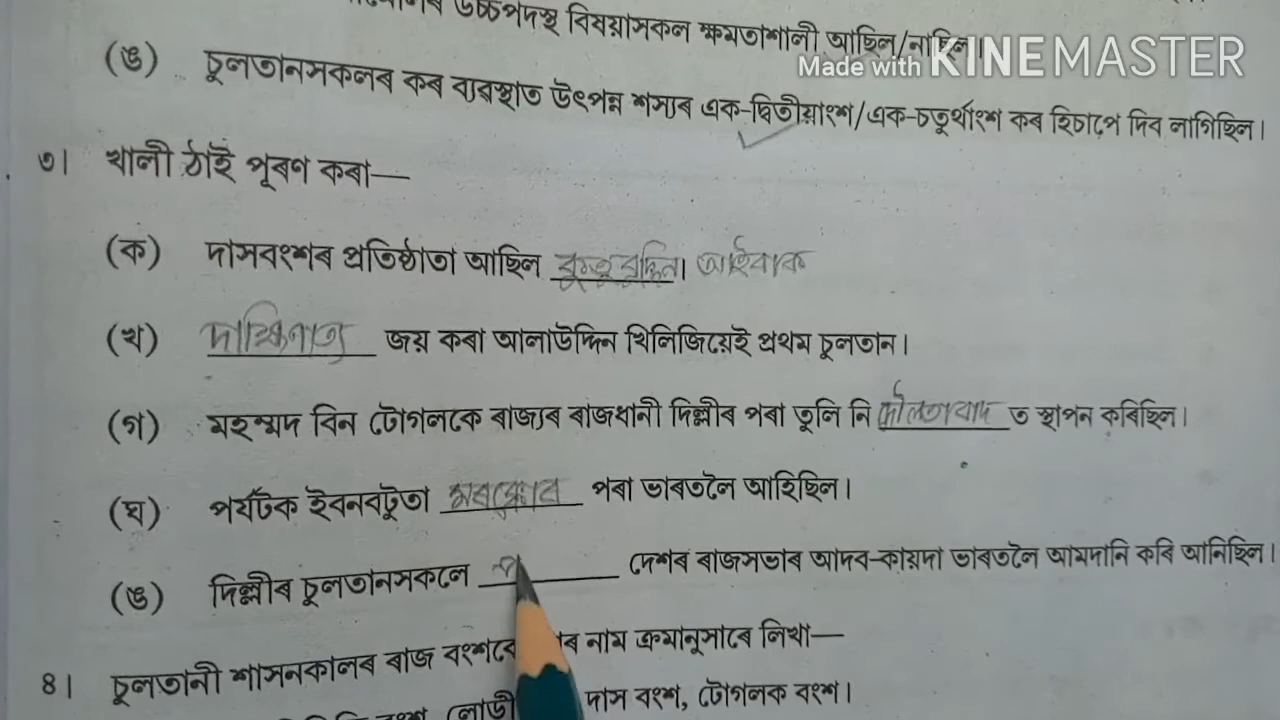 উচ্চপদস্থ বিষয়াসকল ক্ষমতাশালী আছিল/নাছিল।
Made with KINEMASTER
(ঙ) চুলতানসকলৰ কৰ ব্যৱস্থাত উৎপন্ন শস্যৰ এক-দ্বিতীয়াংশ/এক-চতুৰ্থাংশ কৰ হিচাপে দিব লাগিছিল।
৩। খালী ঠাই পূৰণ কৰা—
(ক) দাসবংশৰ প্ৰতিষ্ঠাতা আছিল কুতুবুদ্দিন। আইবাক
(খ) দাক্ষিনাত্য জয় কৰা আলাউদ্দিন খিলিজিয়েই প্ৰথম চুলতান।
(গ) মহম্মদ বিন টোগলকে ৰাজ্যৰ ৰাজধানী দিল্লীৰ পৰা তুলি নি দৌলতাবাদ ত স্থাপন কৰিছিল।
(ঘ) পৰ্যটক ইবনবটুতা মৰক্কোৰ পৰা ভাৰতলৈ আহিছিল।
(ঙ) দিল্লীৰ চুলতানসকলে দেশৰ ৰাজসভাৰ আদব-কায়দা ভাৰতলৈ আমদানি কৰি আনিছিল।
৪। চুলতানী শাসনকালৰ ৰাজ নাম ক্ৰমানুসাৰে লিখা—
দাস বংশ, টোগলক বংশ।